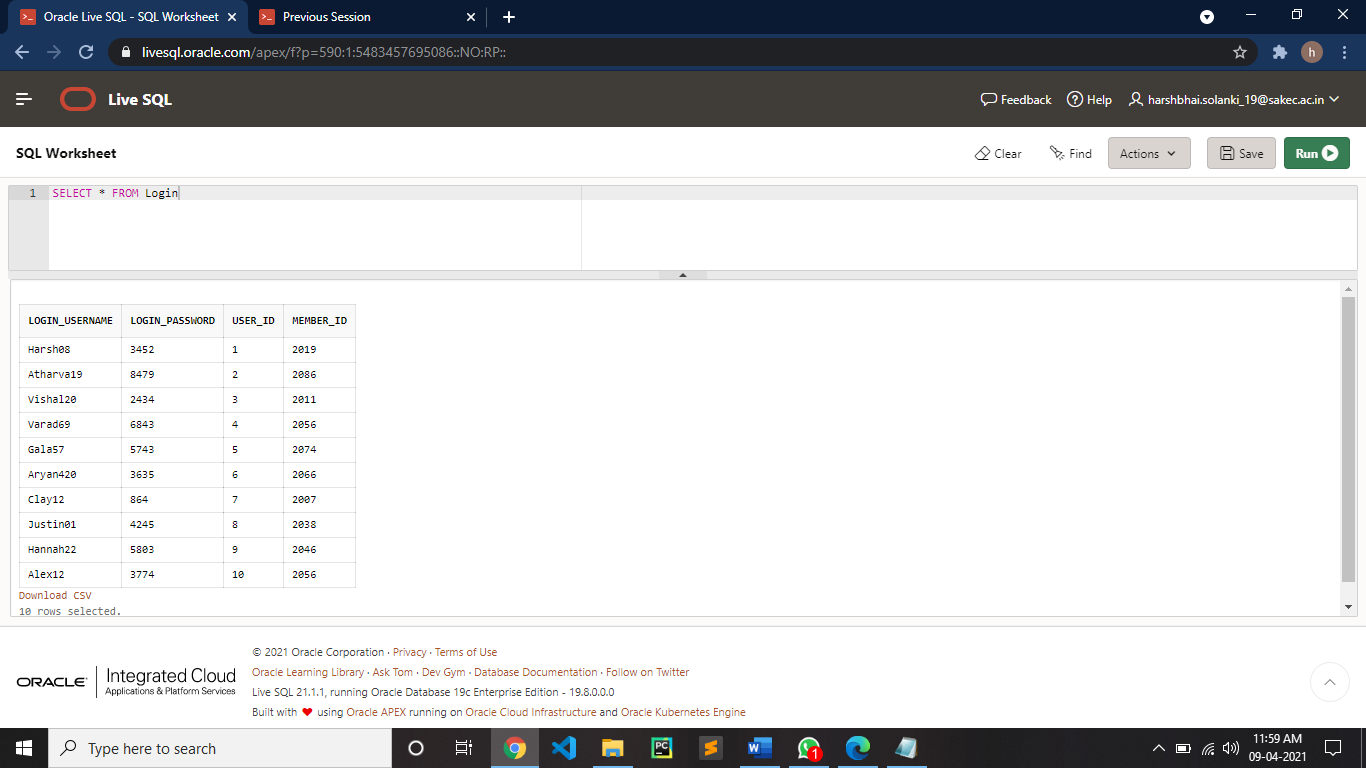 Oracle Live SQL - SQL Worksheet
Previous Session
livesql.oracle.com/apex/f?p=590:1:5483457695086::NO:RP::
h
Live SQL
Feedback
Help
harshbhai.solanki_19@sakec.ac.in
SQL Worksheet
Clear
Find
Actions
Save
Run
1 SELECT * FROM Login
LOGIN_USERNAME LOGIN_PASSWORD USER_ID MEMBER_ID
Harsh08 3452 1 2019
Atharva19 8479 2 2086
Vishal20 2434 3 2011
Varad69 6843 4 2056
Gala57 5743 5 2074
Aryan420 3635 6 2066
Clay12 864 7 2007
Justin01 4245 8 2038
Hannah22 5803 9 2046
Alex12 3774 10 2056
Download CSV
10 rows selected.
ORACLE
Integrated Cloud
Applications & Platform Services
© 2021 Oracle Corporation · Privacy · Terms of Use
Oracle Learning Library · Ask Tom · Dev Gym · Database Documentation · Follow on Twitter
Live SQL 21.1.1, running Oracle Database 19c Enterprise Edition - 19.8.0.0.0
Built with ❤ using Oracle APEX running on Oracle Cloud Infrastructure and Oracle Kubernetes Engine
Type here to search
PC
W
1
11:59 AM
09-04-2021